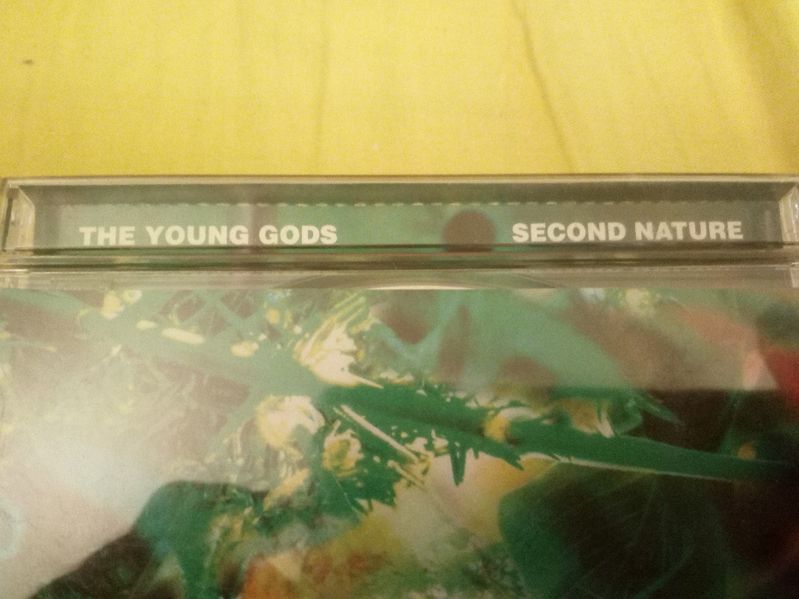 THE YOUNG GODS SECOND NATURE